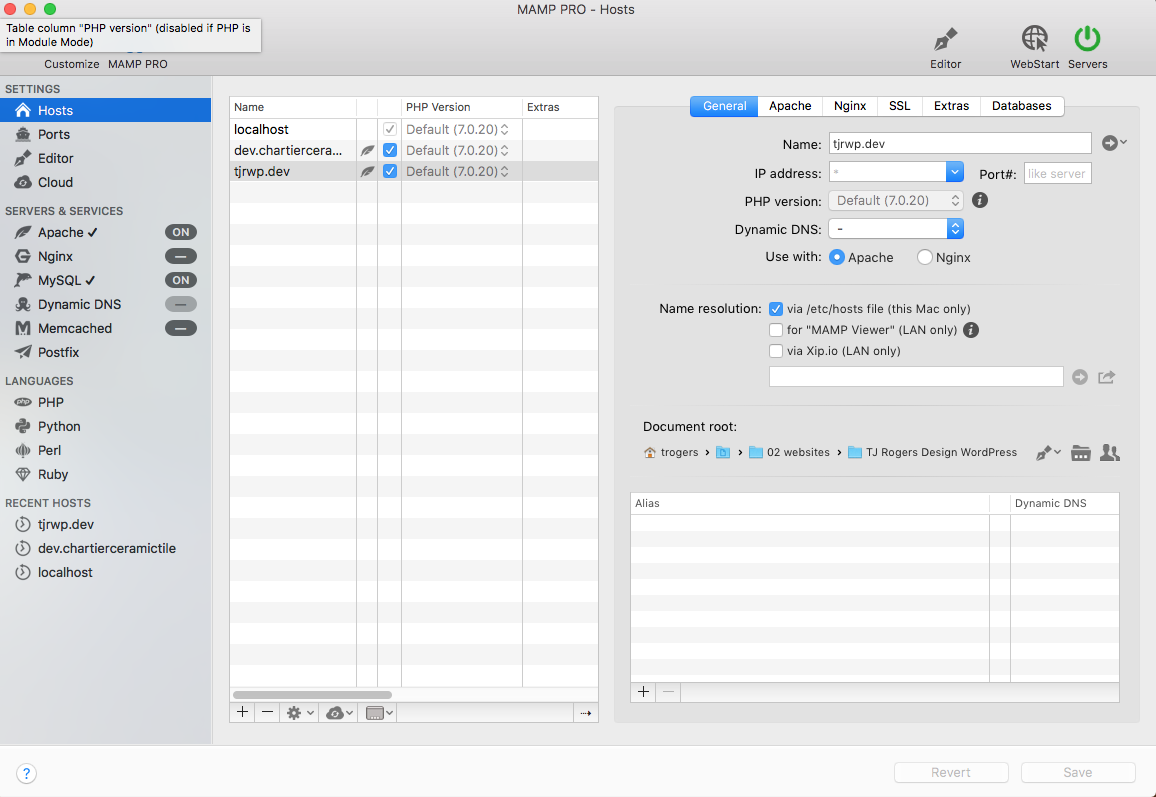 MAMP PRO - Hosts
Table column "PHP version" (disabled if PHP is
in Module Mode)
Customize MAMP PRO
Editor
WebStart
Servers
SETTINGS
Hosts
Ports
Editor
Cloud
SERVERS & SERVICES
Apache ✓ ON
Nginx —
MySQL ✓ ON
Dynamic DNS —
Memcached —
Postfix
LANGUAGES
PHP
Python
Perl
Ruby
RECENT HOSTS
tjrwp.dev
dev.chartierceramictile
localhost
Name PHP Version Extras
localhost Default (7.0.20)
dev.chartiercera... Default (7.0.20)
tjrwp.dev Default (7.0.20)
General Apache Nginx SSL Extras Databases
Name: tjrwp.dev
IP address: * Port#: like server
PHP version: Default (7.0.20)
Dynamic DNS: -
Use with: Apache Nginx
Name resolution: via /etc/hosts file (this Mac only)
for "MAMP Viewer" (LAN only)
via Xip.io (LAN only)
Document root:
trogers › › 02 websites › TJ Rogers Design WordPress
Alias Dynamic DNS
? Revert Save